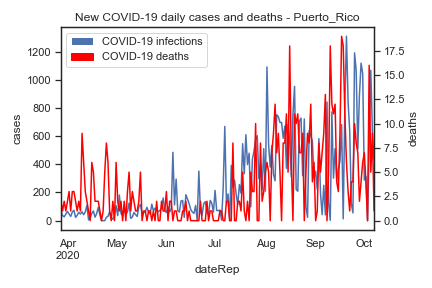 New COVID-19 daily cases and deaths - Puerto_Rico
COVID-19 infections
COVID-19 deaths
cases
1200
1000
800
600
400
200
0
17.5
15.0
12.5
10.0
7.5
5.0
2.5
0.0
deaths
Apr May Jun Jul Aug Sep Oct
2020
dateRep